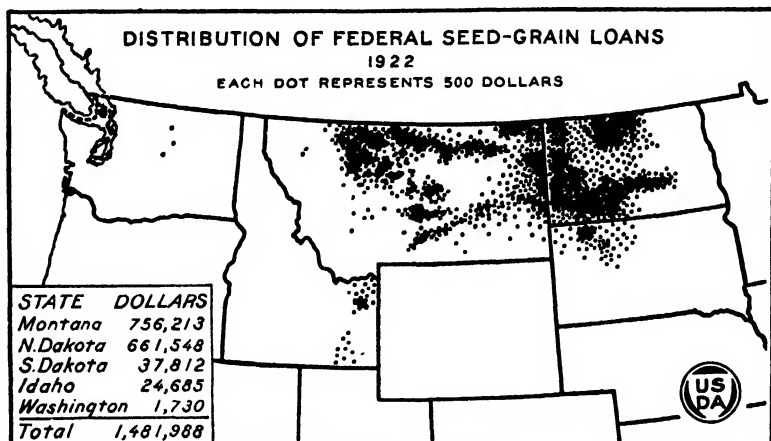 DISTRIBUTION OF FEDERAL SEED-GRAIN LOANS
1922
EACH DOT REPRESENTS 500 DOLLARS
STATE DOLLARS
Montana 756,213
N.Dakota 661,548
S.Dakota 37,812
Idaho 24,685
Washington 1,730
Total 1,481,988
US
DA